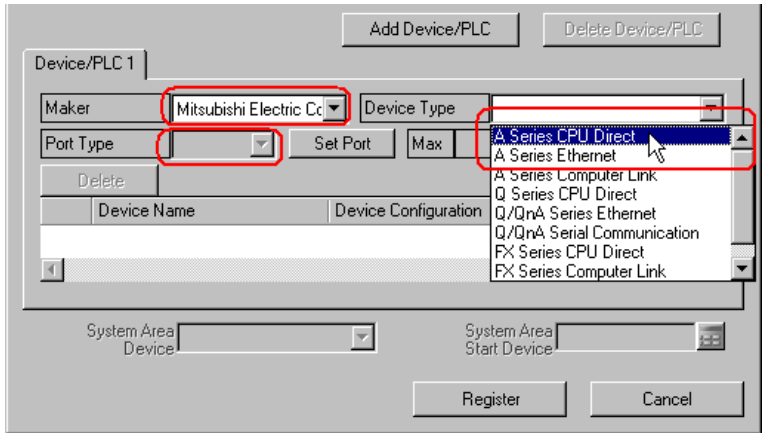 Add Device/PLC Delete Device/PLC
Device/PLC 1
Maker Mitsubishi Electric Cc Device Type
Port Type Set Port Max
A Series CPU Direct
A Series Ethernet
A Series Computer Link
Q Series CPU Direct
Q/QnA Series Ethernet
Q/QnA Serial Communication
FX Series CPU Direct
FX Series Computer Link
Delete
Device Name Device Configuration
System Area
Device
System Area
Start Device
Register Cancel